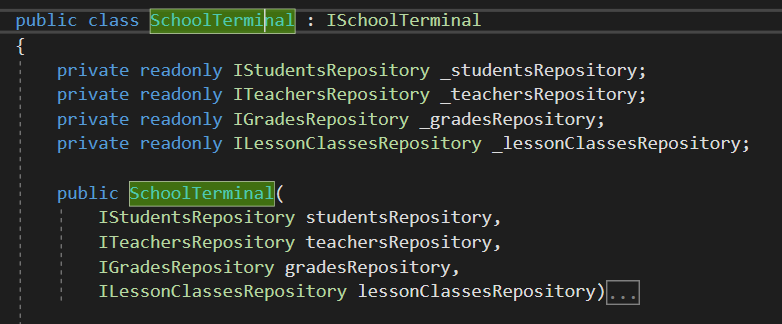 public class SchoolTerminal : ISchoolTerminal
{
private readonly IStudentsRepository _studentsRepository;
private readonly ITeachersRepository _teachersRepository;
private readonly IGradesRepository _gradesRepository;
private readonly ILessonClassesRepository _lessonClassesRepository;
public SchoolTerminal(
IStudentsRepository studentsRepository,
ITeachersRepository teachersRepository,
IGradesRepository gradesRepository,
ILessonClassesRepository lessonClassesRepository)...